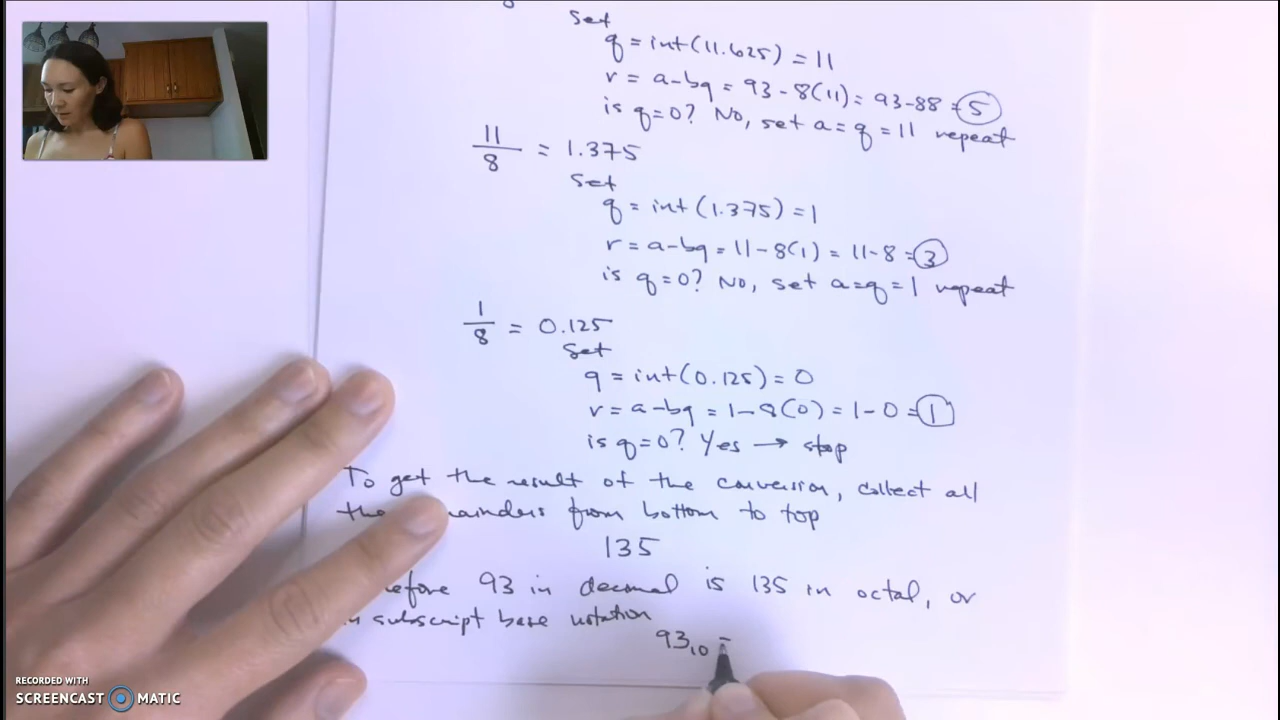 Set
q = int(11.625) = 11
r = a-bq = 93 - 8(11) = 93-88 = 5
is q=0? No, set a=q=11 repeat
11/8 = 1.375
Set
q = int(1.375) = 1
r = a-bq = 11-8(1) = 11-8 = 3
is q=0? No, set a=q=1 repeat
1/8 = 0.125
Set
q = int(0.125) = 0
r = a-bq = 1-8(0) = 1-0 = 1
is q=0? Yes → stop
To get the result of the conversion, collect all
the ainders from bottom to top
135
efore 93 in decimal is 135 in octal, or
subscript base notation
93₁₀ =
RECORDED WITH
SCREENCAST MATIC